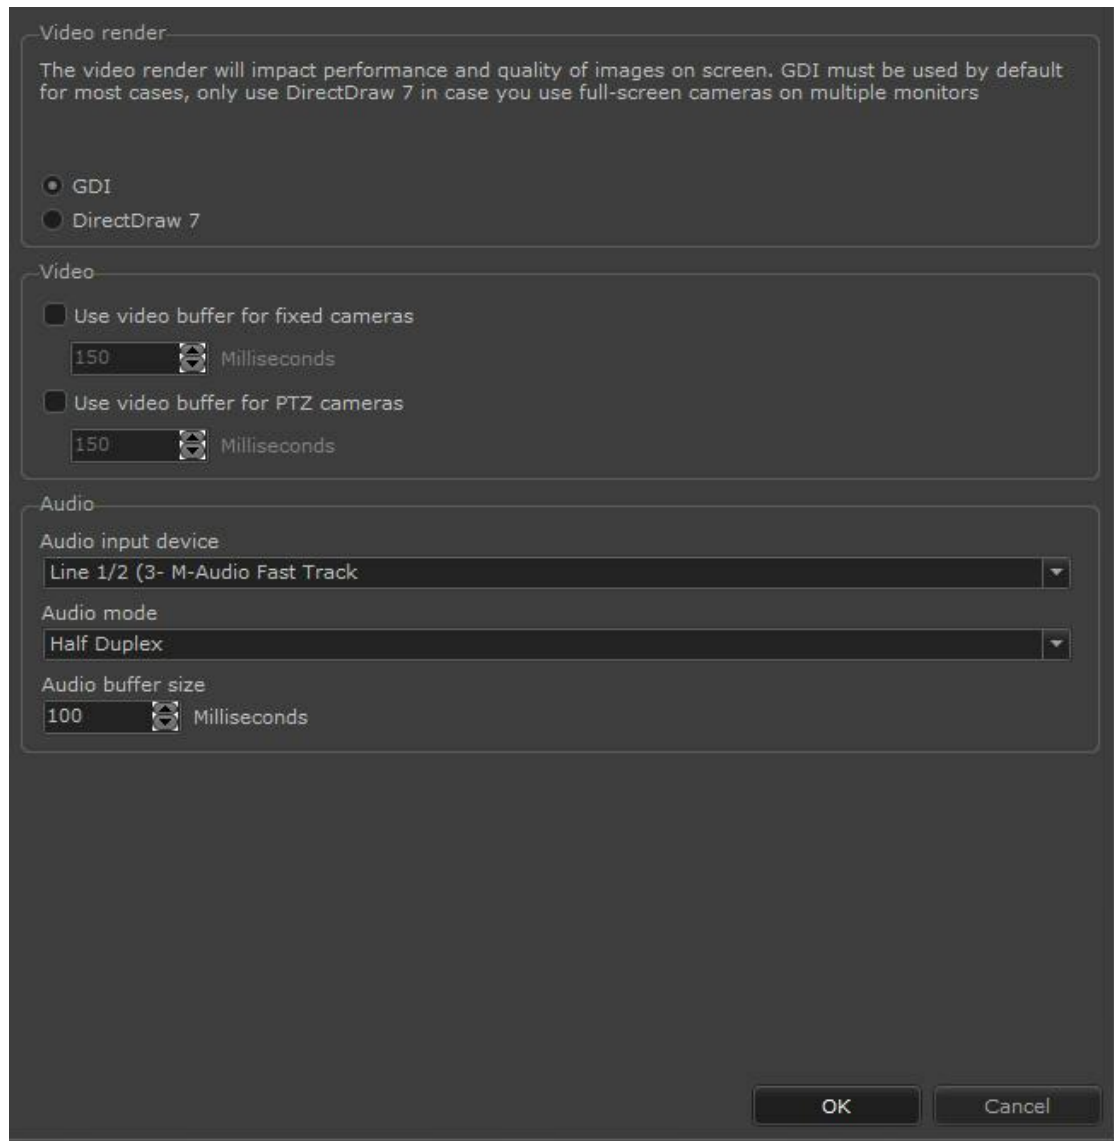 Video render
The video render will impact performance and quality of images on screen. GDI must be used by default
for most cases, only use DirectDraw 7 in case you use full-screen cameras on multiple monitors
GDI
DirectDraw 7
Video
Use video buffer for fixed cameras
150 Milliseconds
Use video buffer for PTZ cameras
150 Milliseconds
Audio
Audio input device
Line 1/2 (3- M-Audio Fast Track
Audio mode
Half Duplex
Audio buffer size
100 Milliseconds
OK Cancel